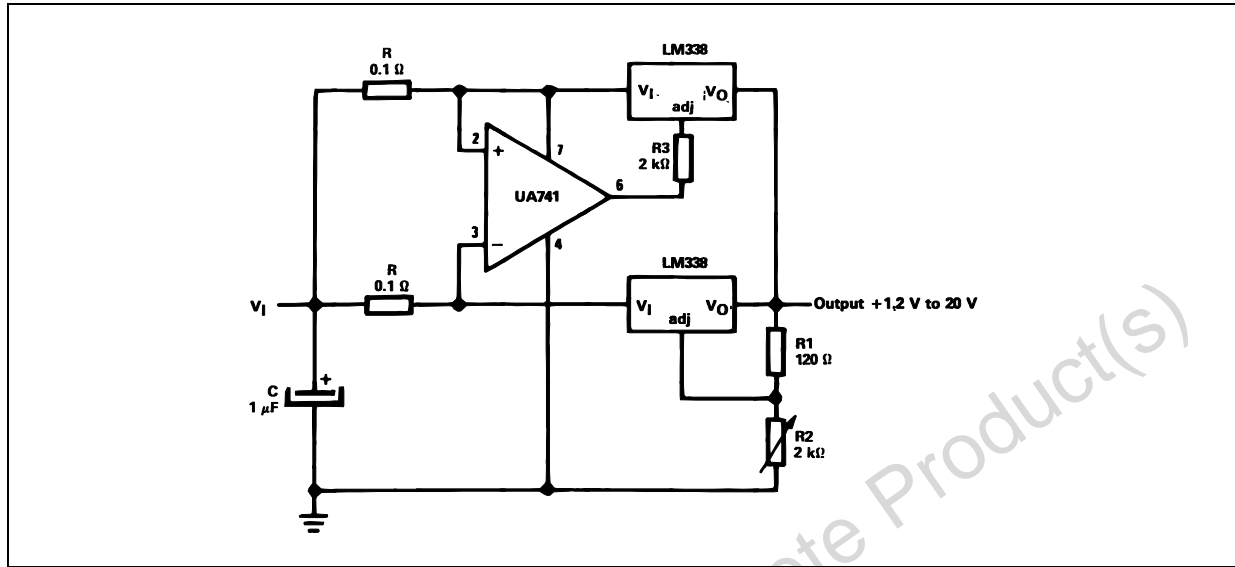 LM338
R
0.1 Ω
VI
VO
adj
2
+
7
R3
2 kΩ
6
UA741
3
−
4
LM338
R
0.1 Ω
VI
VI
VO
Output +1,2 V to 20 V
adj
R1
120 Ω
+
C
1 μF
R2
2 kΩ
ete Product(s)